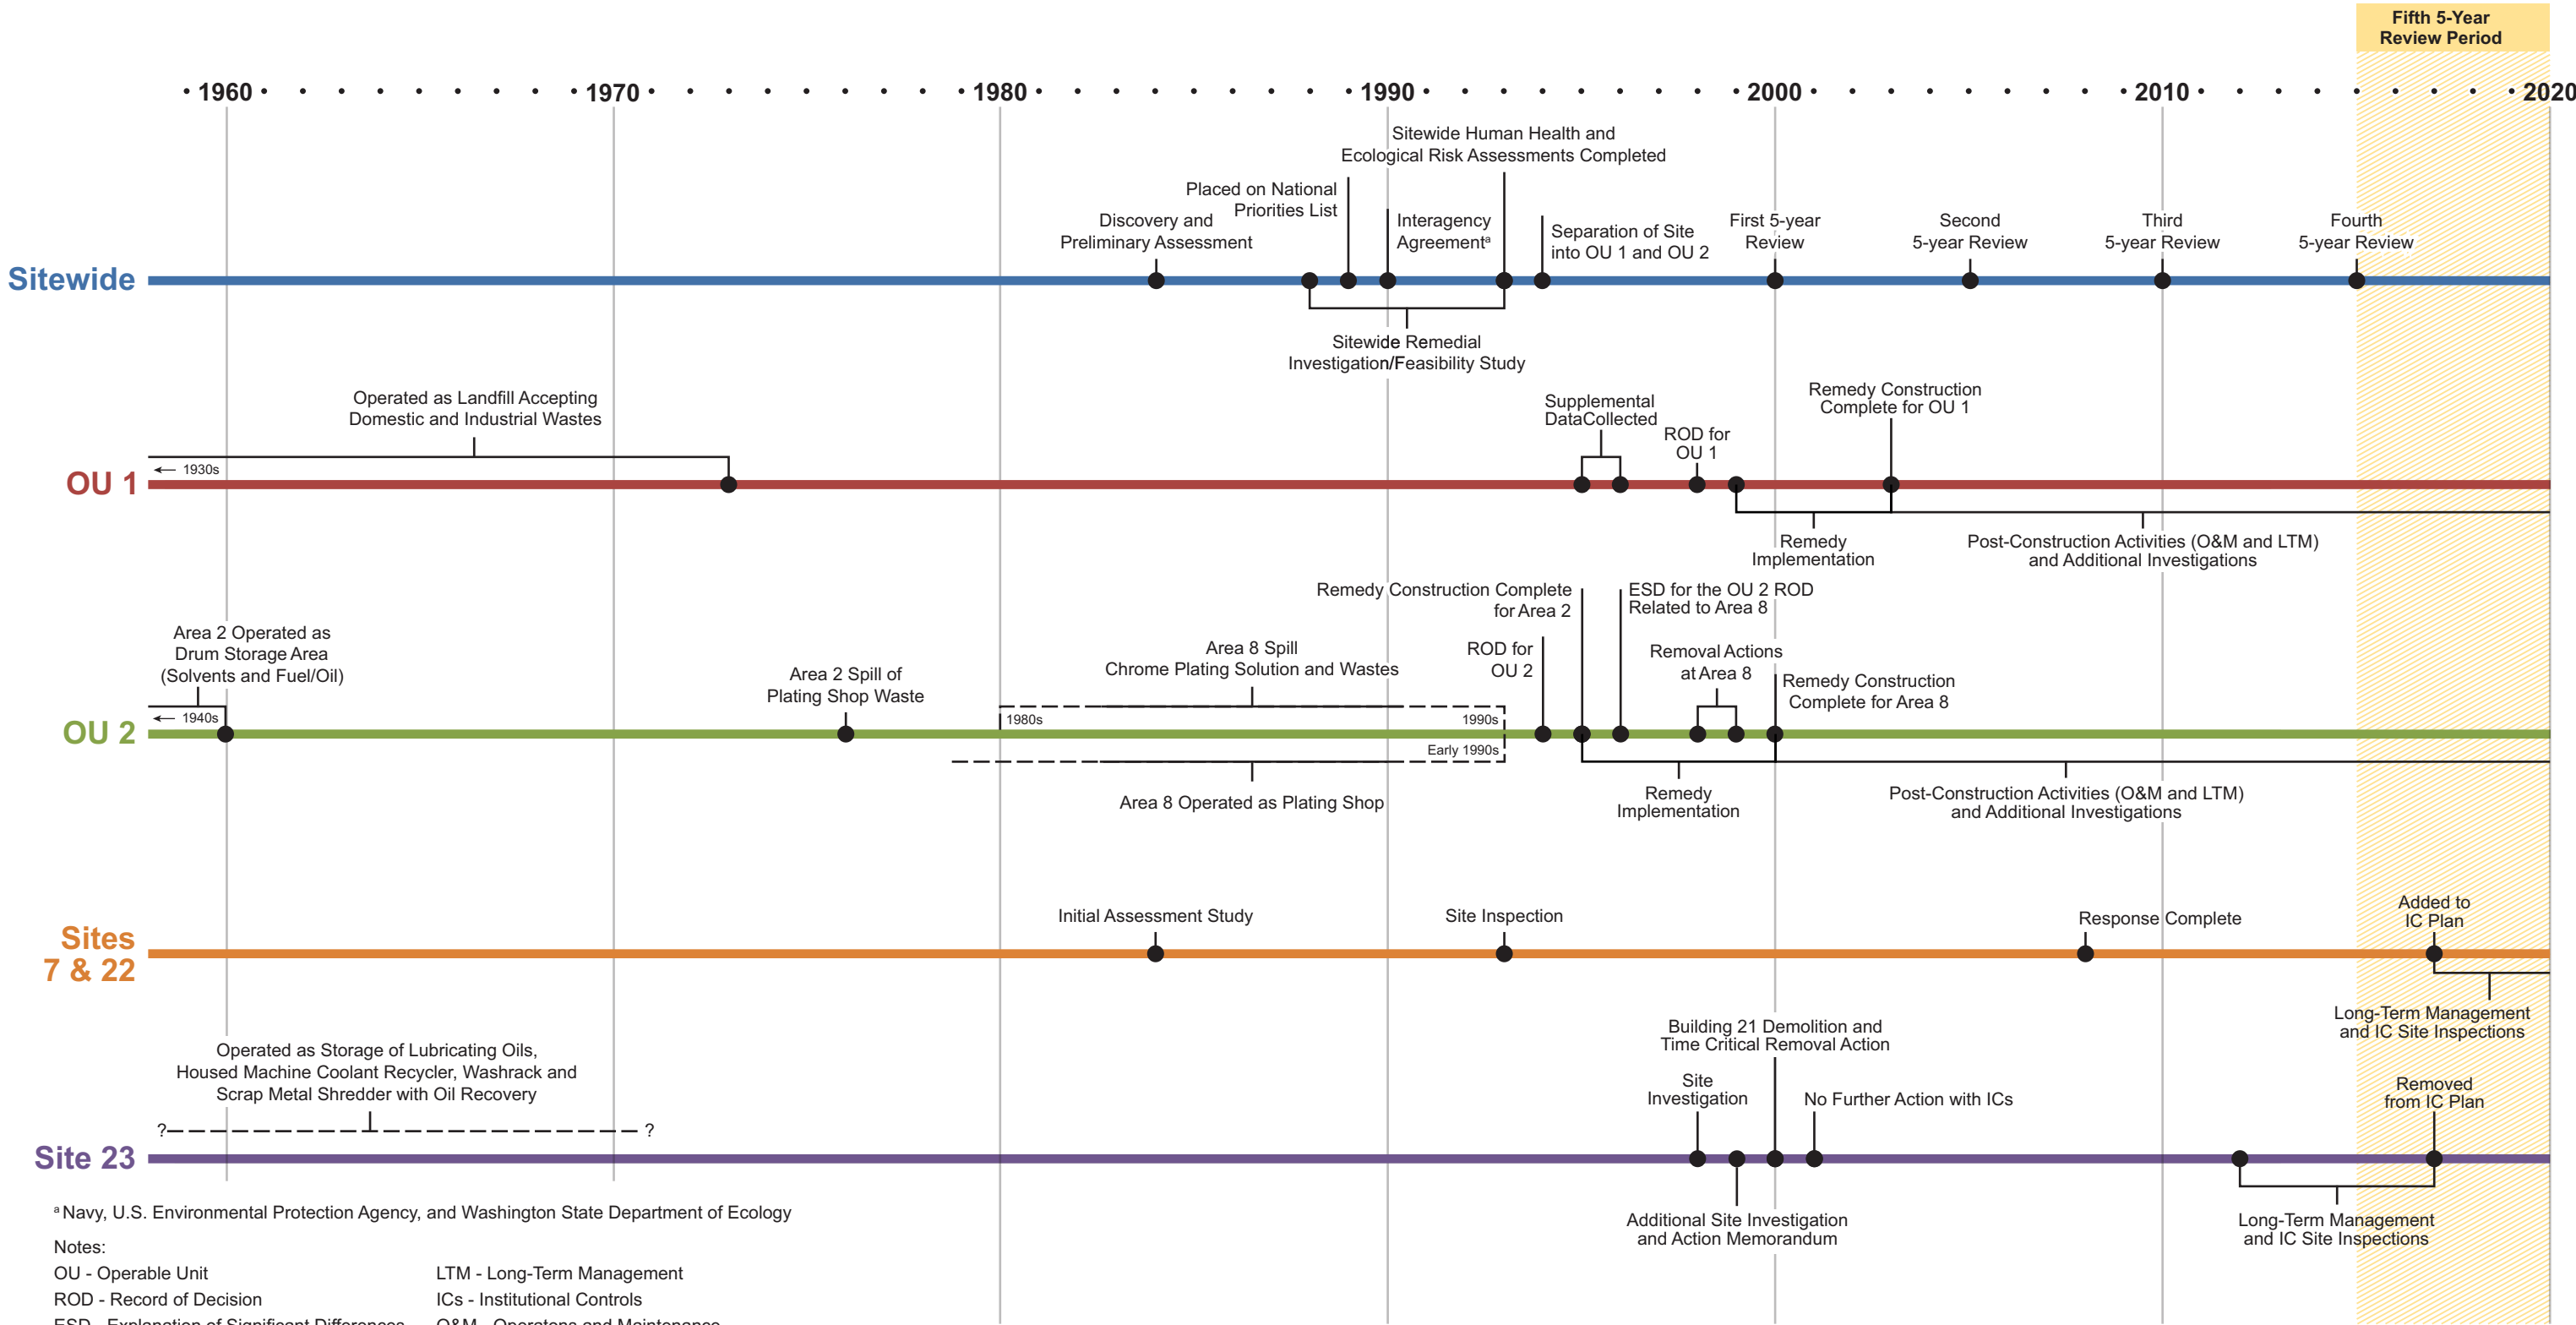 Fifth 5-Year
Review Period
1960
1970
1980
1990
2000
2010
2020
Sitewide Human Health and
Ecological Risk Assessments Completed
Placed on National
Priorities List
Discovery and
Preliminary Assessment
Interagency
Agreementᵃ
Separation of Site
into OU 1 and OU 2
First 5-year
Review
Second
5-year Review
Third
5-year Review
Fourth
5-year Review
Sitewide
Sitewide Remedial
Investigation/Feasibility Study
Operated as Landfill Accepting
Domestic and Industrial Wastes
Supplemental
DataCollected
ROD for
OU 1
Remedy Construction
Complete for OU 1
← 1930s
OU 1
Remedy
Implementation
Post-Construction Activities (O&M and LTM)
and Additional Investigations
Area 2 Operated as
Drum Storage Area
(Solvents and Fuel/Oil)
Area 2 Spill of
Plating Shop Waste
Area 8 Spill
Chrome Plating Solution and Wastes
ROD for
OU 2
Remedy Construction Complete
for Area 2
ESD for the OU 2 ROD
Related to Area 8
Removal Actions
at Area 8
Remedy Construction
Complete for Area 8
← 1940s
1980s
1990s
OU 2
Early 1990s
Area 8 Operated as Plating Shop
Remedy
Implementation
Post-Construction Activities (O&M and LTM)
and Additional Investigations
Initial Assessment Study
Site Inspection
Response Complete
Added to
IC Plan
Sites
7 & 22
Long-Term Management
and IC Site Inspections
Operated as Storage of Lubricating Oils,
Housed Machine Coolant Recycler, Washrack and
Scrap Metal Shredder with Oil Recovery
? ?
Site
Investigation
Building 21 Demolition and
Time Critical Removal Action
No Further Action with ICs
Removed
from IC Plan
Site 23
Additional Site Investigation
and Action Memorandum
Long-Term Management
and IC Site Inspections
ᵃ Navy, U.S. Environmental Protection Agency, and Washington State Department of Ecology
Notes:
OU - Operable Unit
LTM - Long-Term Management
ROD - Record of Decision
ICs - Institutional Controls
ESD - Explanation of Significant Differences
O&M - Operatons and Maintenance